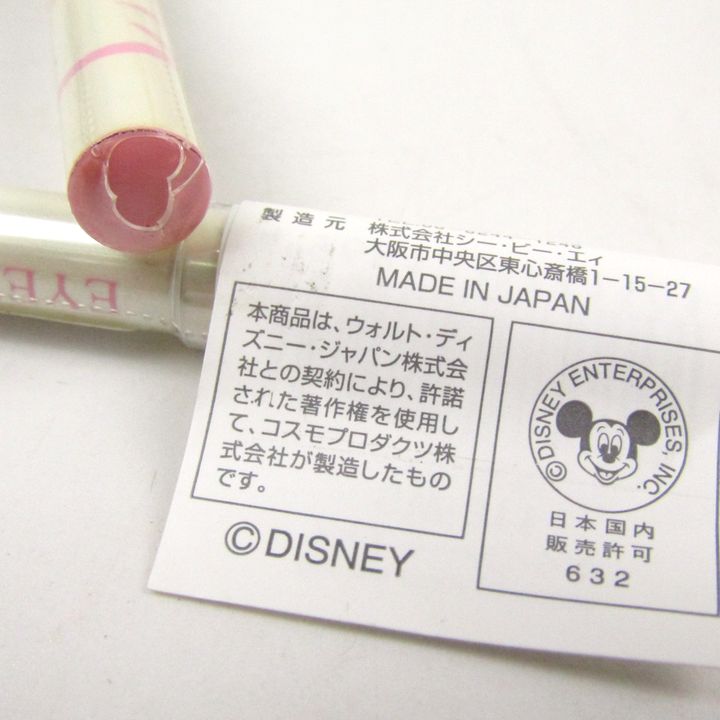 製造元 株式会社シー・ビー・エィ
大阪市中央区東心斎橋1-15-27
MADE IN JAPAN
本商品は、ウォルト・ディ
ズニー・ジャパン株式会
社との契約により、許諾
された著作権を使用し
て、コスモプロダクツ株
式会社が製造したもの
です。
©DISNEY
©DISNEY ENTERPRISES, INC.
日本国内
販売許可
632
EYE